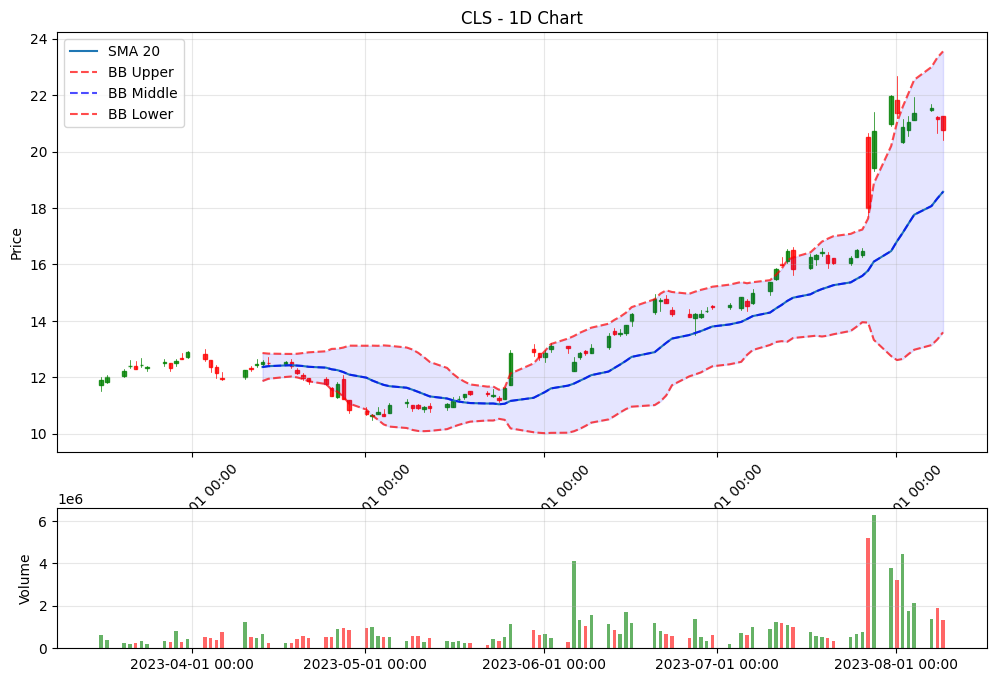 CLS - 1D Chart
SMA 20
BB Upper
BB Middle
BB Lower
Price
24
22
20
18
16
14
12
10
01 00:00
01 00:00
01 00:00
01 00:00
01 00:00
1e6
Volume
6
4
2
0
2023-04-01 00:00
2023-05-01 00:00
2023-06-01 00:00
2023-07-01 00:00
2023-08-01 00:00